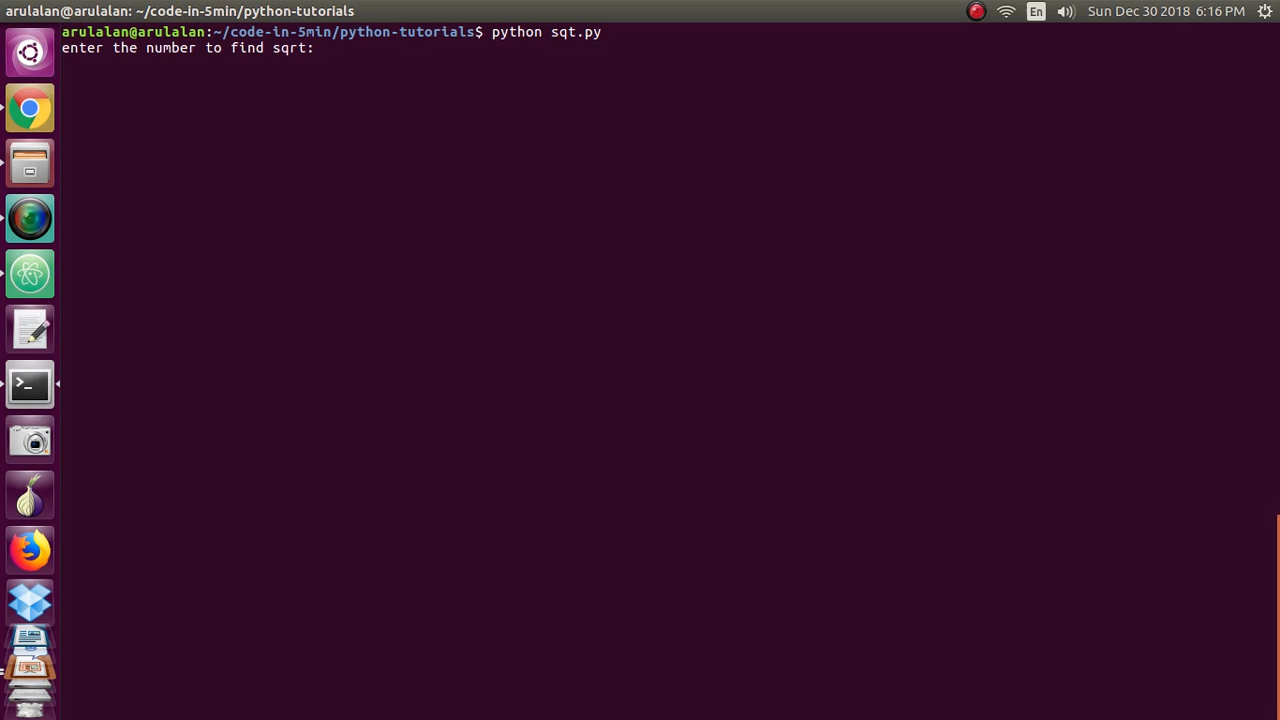 arulalan@arulalan: ~/code-in-5min/python-tutorials
En
Sun Dec 30 2018 6:16 PM
arulalan@arulalan:~/code-in-5min/python-tutorials$ python sqt.py
enter the number to find sqrt:
>_